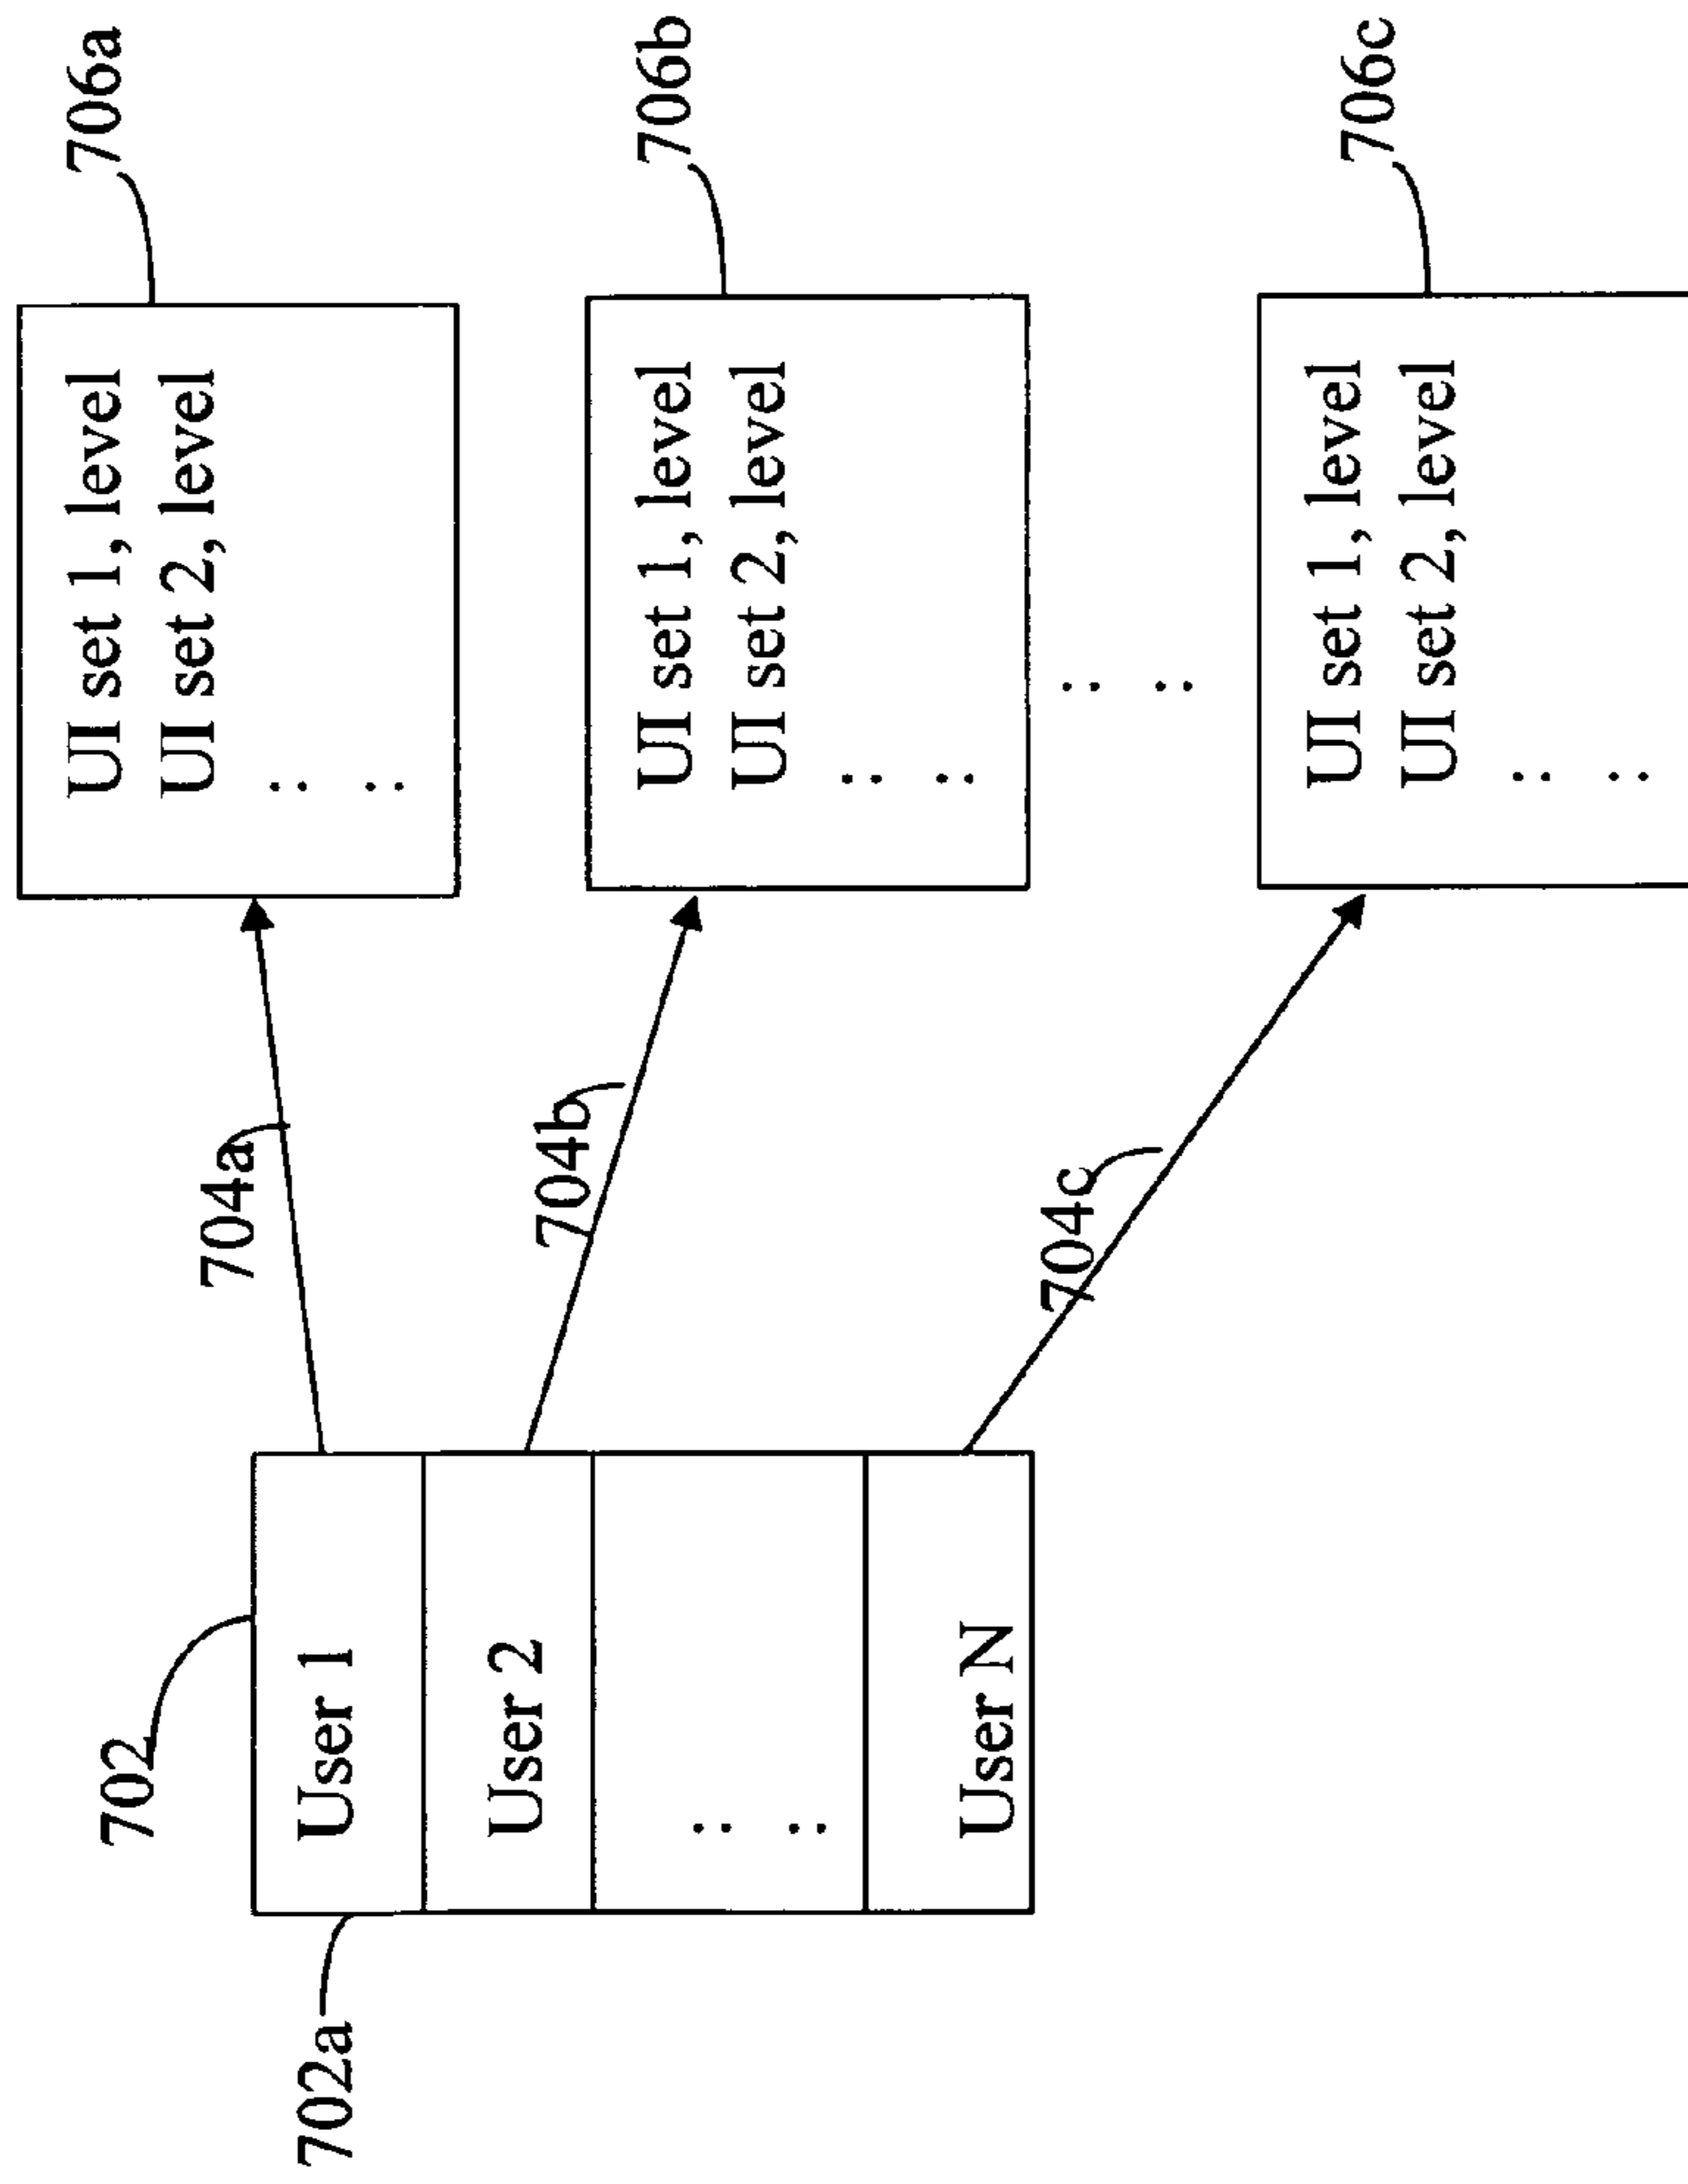 702
702a
User 1
User 2
: :
User N
704a
704b
704c
706a
UI set 1, level
UI set 2, level
: :
706b
UI set 1, level
UI set 2, level
: :
: :
706c
UI set 1, level
UI set 2, level
: :